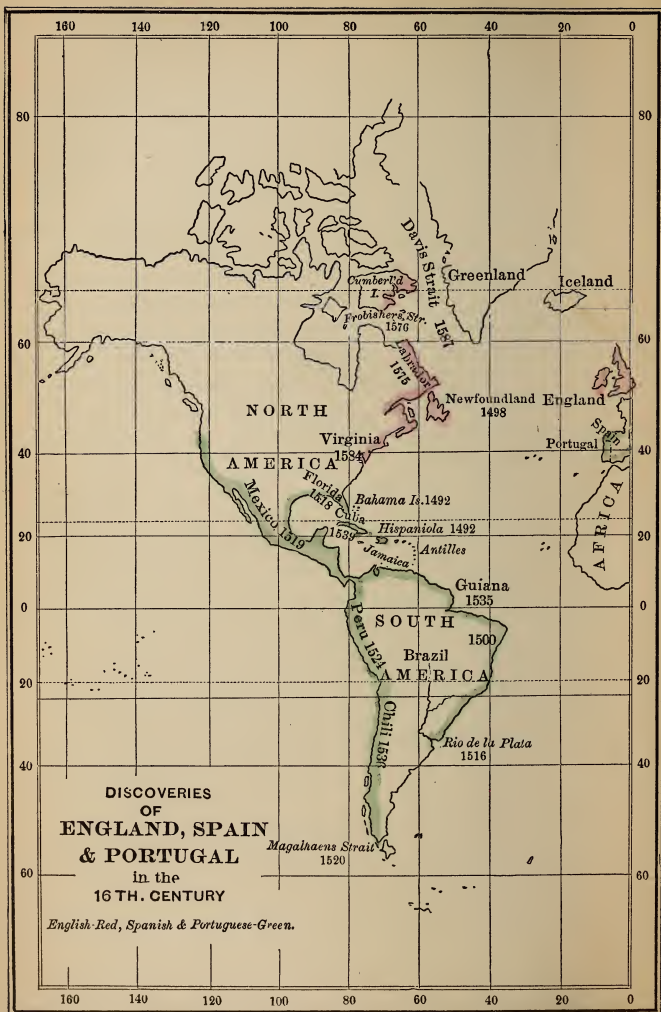 160 140 120 100 80 60 40 20 0
80 80
Davis Strait 1587
Greenland
Iceland
Cumberl'd
I.
Frobishers Str.
1576
60 60
Labrador
1575
Newfoundland
1498
England
NORTH
AMERICA
Virginia
1584
Spain
Portugal
40 40
Florida
1518
Bahama Is. 1492
Mexico 1519
Cuba
1539
Hispaniola 1492
Jamaica
Antilles
AFRICA
20 20
Guiana
1535
0 0
SOUTH
AMERICA
Peru 1524
1500
Brazil
20 20
Chili 1536
Rio de la Plata
1516
40 40
Magalhaens Strait
1520
60 60
DISCOVERIES
OF
ENGLAND, SPAIN
& PORTUGAL
in the
16TH. CENTURY
English-Red, Spanish & Portuguese-Green.
160 140 120 100 80 60 40 20 0